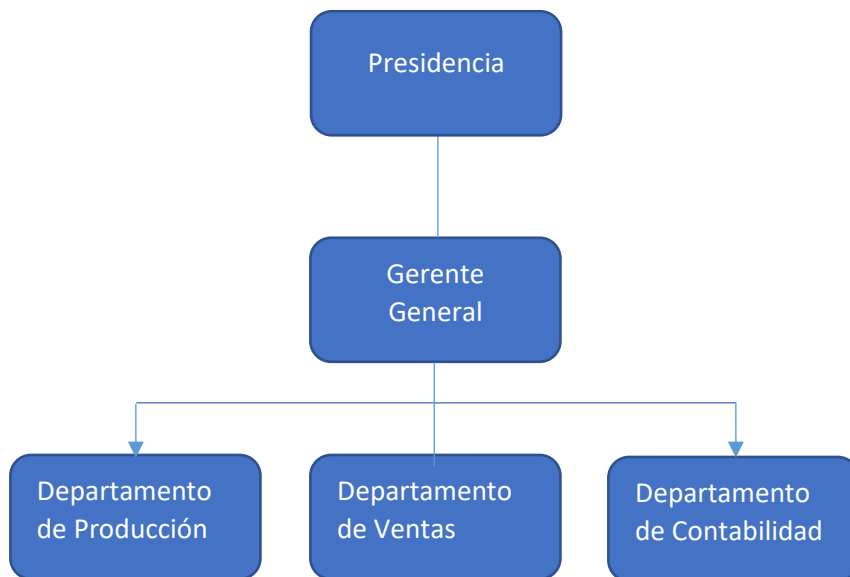 Presidencia
Gerente
General
Departamento
de Producción
Departamento
de Ventas
Departamento
de Contabilidad